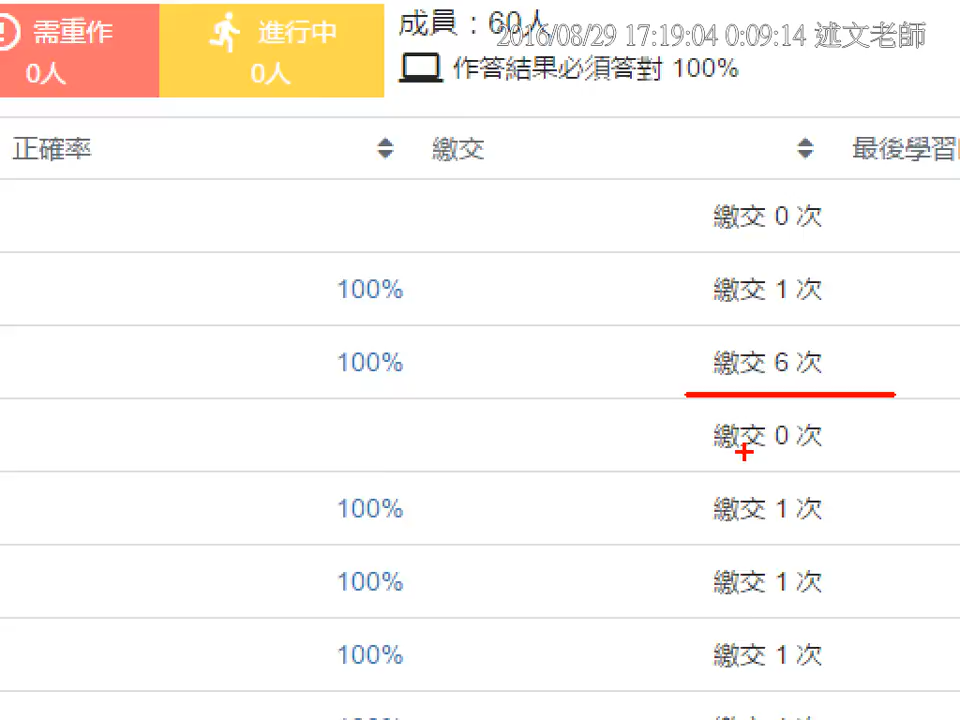 需重作
0人
進行中
0人
成員：60人
2016/08/29 17:19:04 0:09:14 述文老師
作答結果必須答對 100%
正確率
繳交
最後學習
繳交 0 次
100%
繳交 1 次
100%
繳交 6 次
繳交 0 次
100%
繳交 1 次
100%
繳交 1 次
100%
繳交 1 次